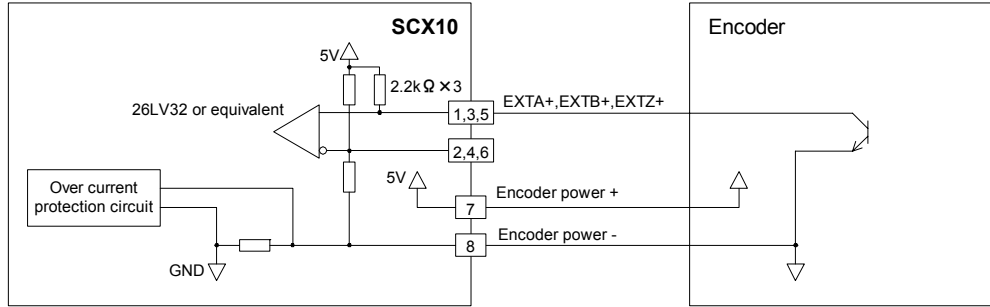 SCX10
Encoder
5V
2.2kΩ×3
26LV32 or equivalent
EXTA+,EXTB+,EXTZ+
1,3,5
2,4,6
Over current
protection circuit
5V
Encoder power +
7
Encoder power -
8
GND